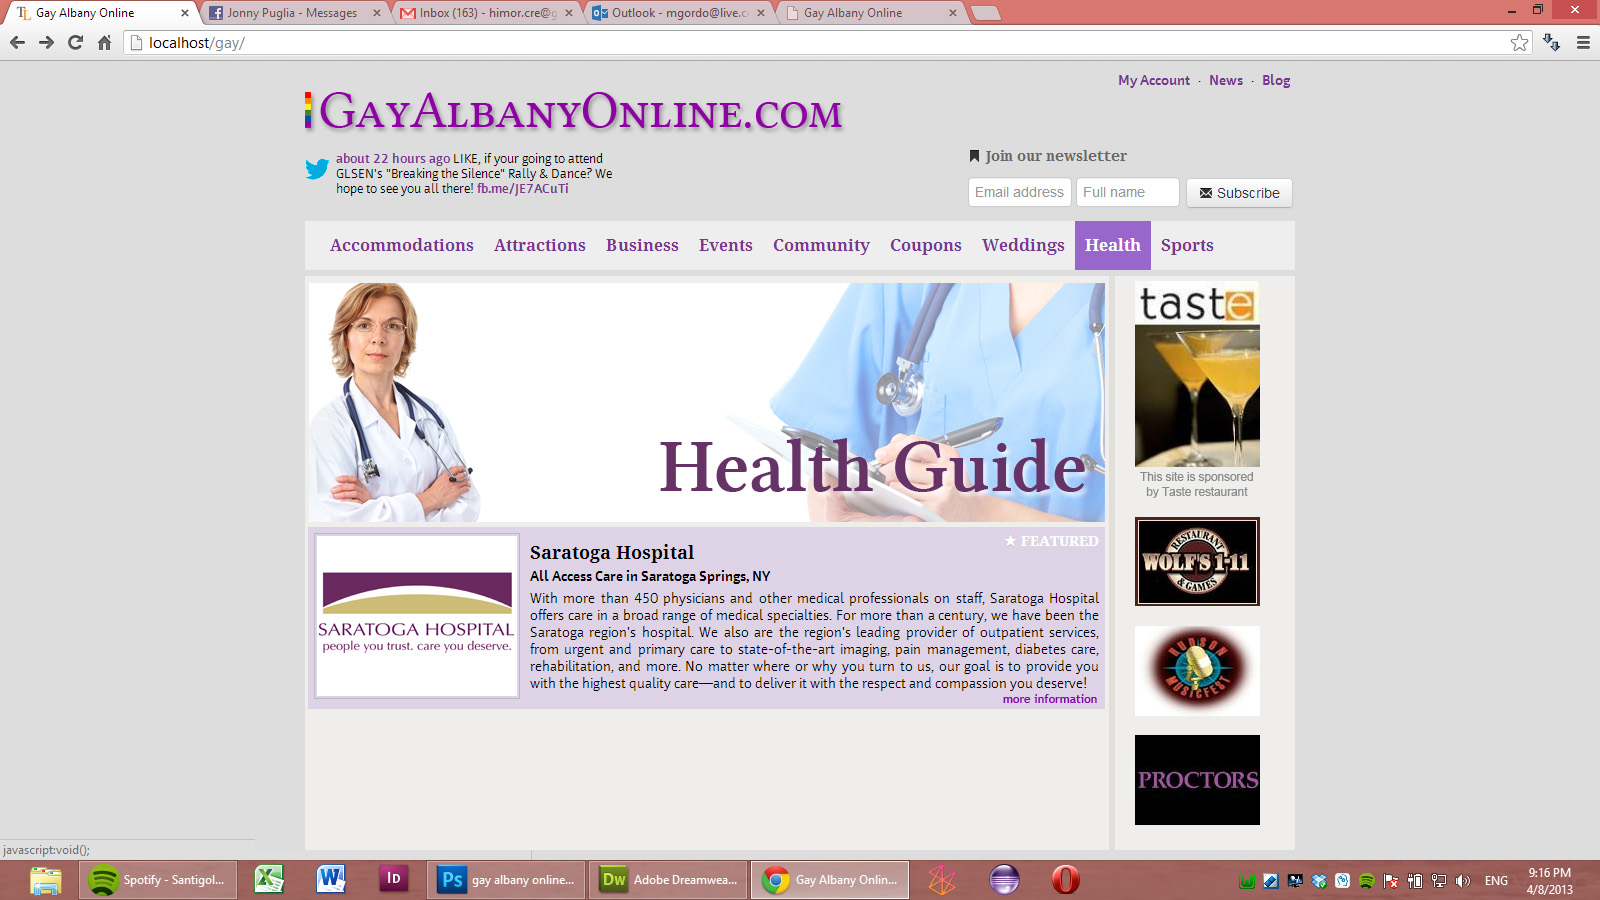 Gay Albany Online
Jonny Puglia - Messages
Inbox (163) - himor.cre@g
Outlook - mgordo@live.c
Gay Albany Online
localhost/gay/
My Account · News · Blog
GayAlbanyOnline.com
about 22 hours ago LIKE, if your going to attend
GLSEN's "Breaking the Silence" Rally & Dance? We
hope to see you all there! fb.me/JE7ACuTi
Join our newsletter
Email address
Full name
Subscribe
Accommodations Attractions Business Events Community Coupons Weddings Health Sports
Health Guide
★ FEATURED
SARATOGA HOSPITAL
people you trust. care you deserve.
Saratoga Hospital
All Access Care in Saratoga Springs, NY
With more than 450 physicians and other medical professionals on staff, Saratoga Hospital
offers care in a broad range of medical specialties. For more than a century, we have been the
Saratoga region's hospital. We also are the region's leading provider of outpatient services,
from urgent and primary care to state-of-the-art imaging, pain management, diabetes care,
rehabilitation, and more. No matter where or why you turn to us, our goal is to provide you
with the highest quality care—and to deliver it with the respect and compassion you deserve!
more information
taste
This site is sponsored
by Taste restaurant
RESTAURANT
WOLF'S 1-11
& GAMES
HUDSON
MUSICFEST
PROCTORS
javascript:void();
Spotify - Santigol...
Id
Ps
gay albany online...
Dw
Adobe Dreamwea...
Gay Albany Onlin...
ENG
9:16 PM
4/8/2013